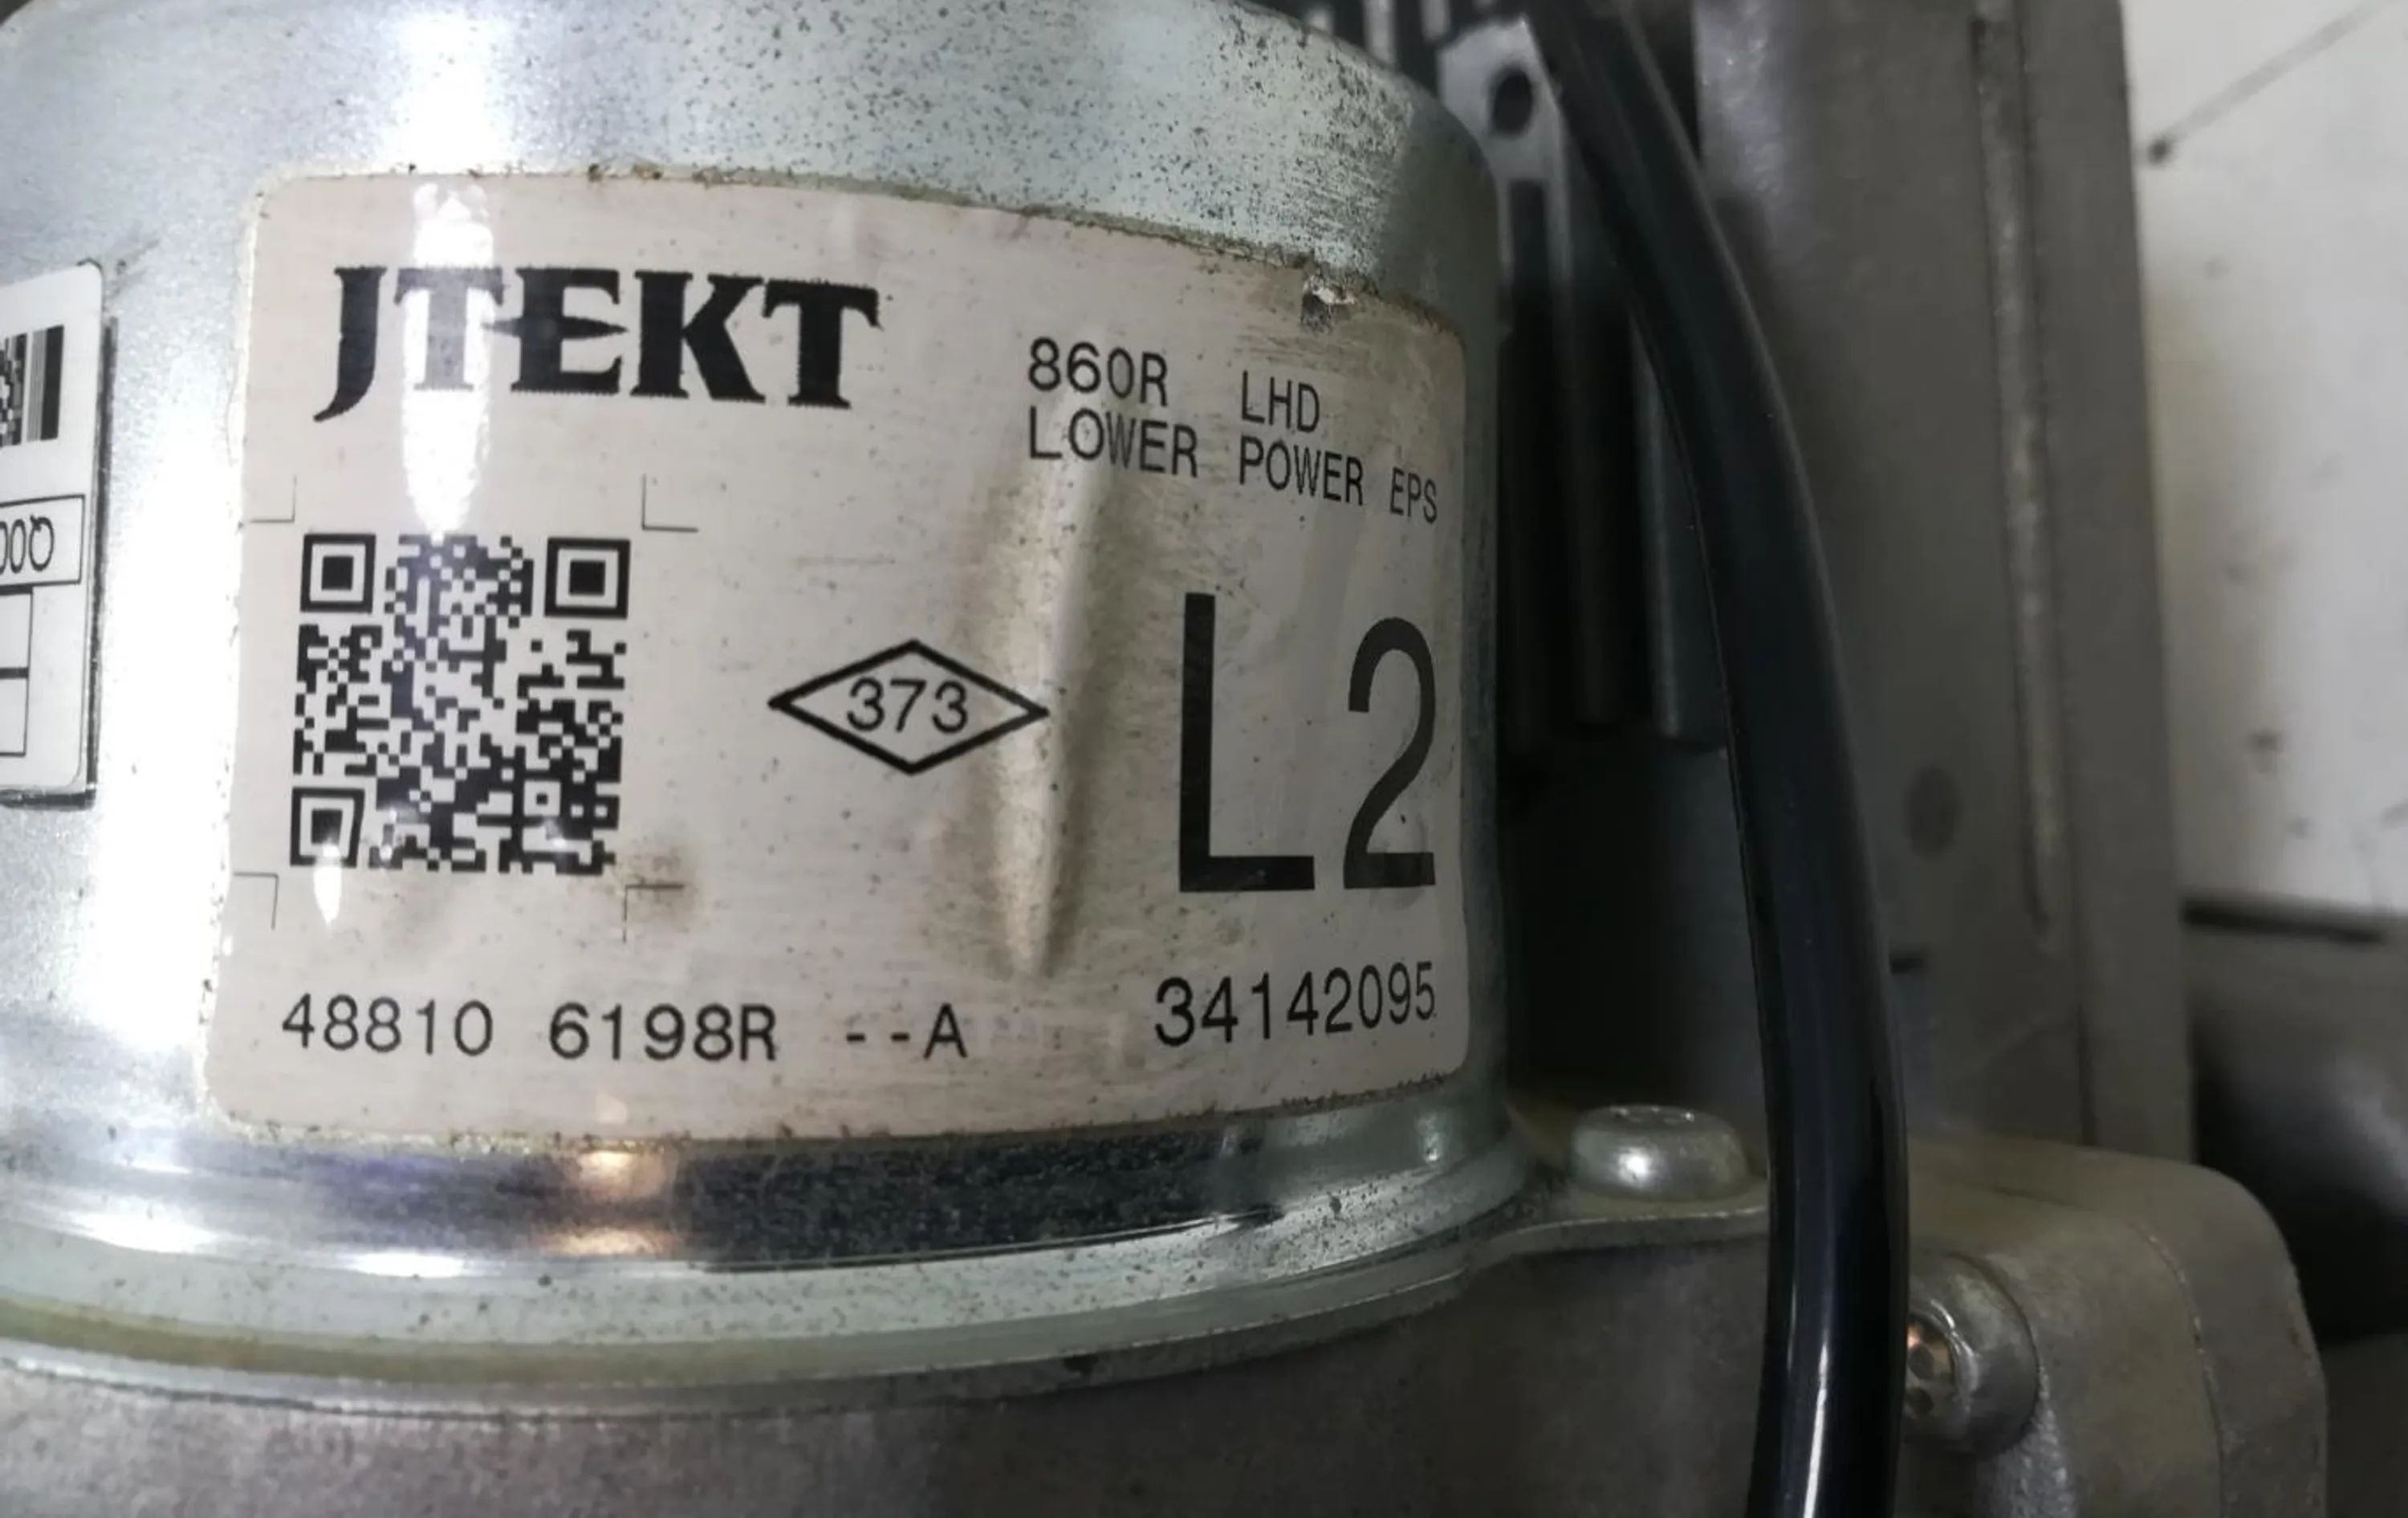 JTEKT
860R LHD
LOWER POWER EPS
373
L2
48810 6198R --A
34142095